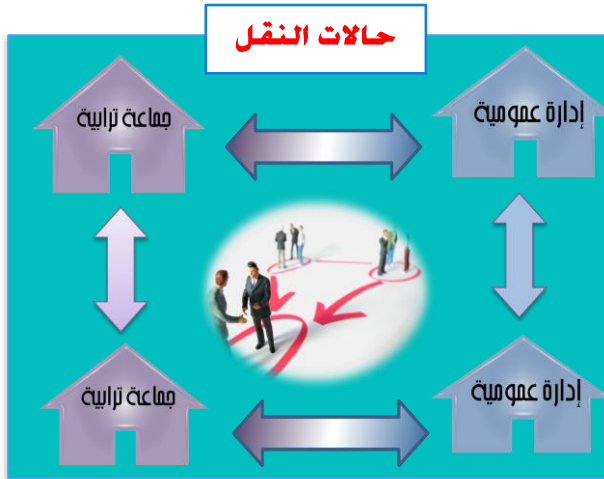 حالات النقل
إدارة عمومية
جماعة ترابية
إدارة عمومية
جماعة ترابية